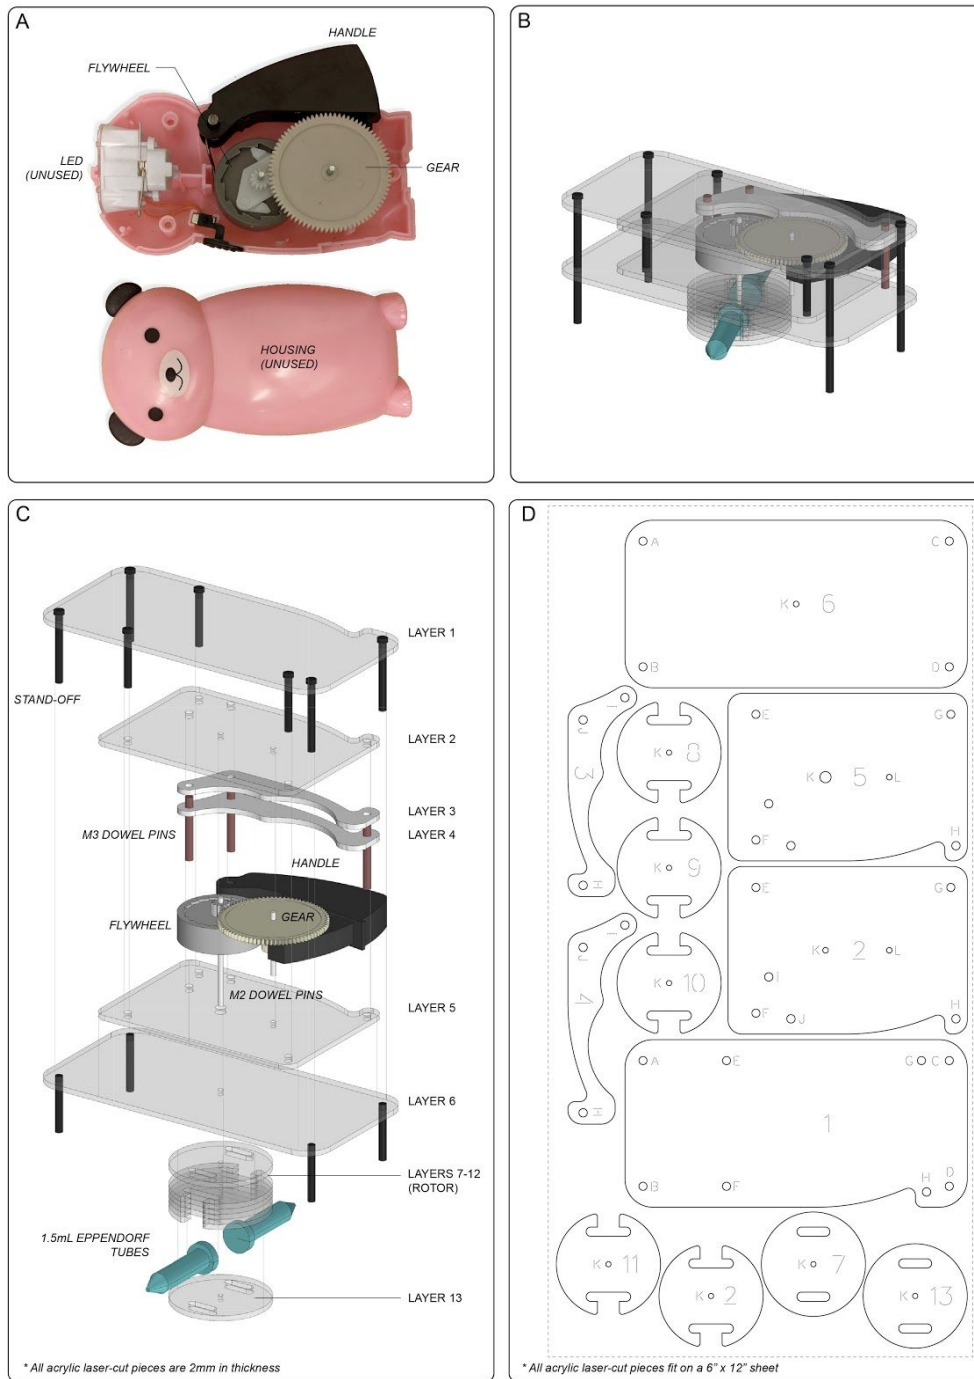 A
HANDLE
FLYWHEEL
LED
(UNUSED)
GEAR
HOUSING
(UNUSED)
B
C
LAYER 1
STAND-OFF
LAYER 2
LAYER 3
M3 DOWEL PINS
LAYER 4
HANDLE
FLYWHEEL
GEAR
M2 DOWEL PINS
LAYER 5
LAYER 6
LAYERS 7-12
(ROTOR)
1.5mL EPPENDORF
TUBES
LAYER 13
* All acrylic laser-cut pieces are 2mm in thickness
D
A C
K 6
B D
I
J
3
H
K 8
E G
K 5 L
F H
K 9
I
J
4
H
K 10
E G
K 2 L
I
F J H
A E G C
1
B F H D
K 11
K 2
K 7
K 13
* All acrylic laser-cut pieces fit on a 6" x 12" sheet